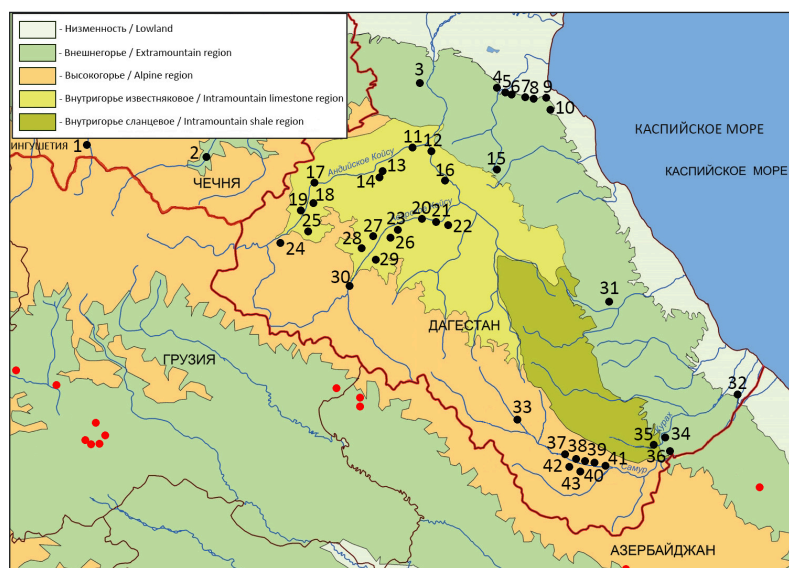 - Низменность / Lowland
- Внешнегорье / Extramountain region
- Высокогорье / Alpine region
- Внутригорье известняковое / Intramountain limestone region
- Внутригорье сланцевое / Intramountain shale region
3
4 5 6 7 8 9
10
КАСПИЙСКОЕ МОРЕ
ИНГУШЕТИЯ
1
2
11 12
15
КАСПИЙСКОЕ МОРЕ
Андийское Койсу
13
14
16
ЧЕЧНЯ
17
18
19
Койсу
20 21
22
23
25
24
27
26
28
29
30
31
ДАГЕСТАН
ГРУЗИЯ
32
33
34
35
36
37 38 39
41
42
40
43
Самур
АЗЕРБАЙДЖАН